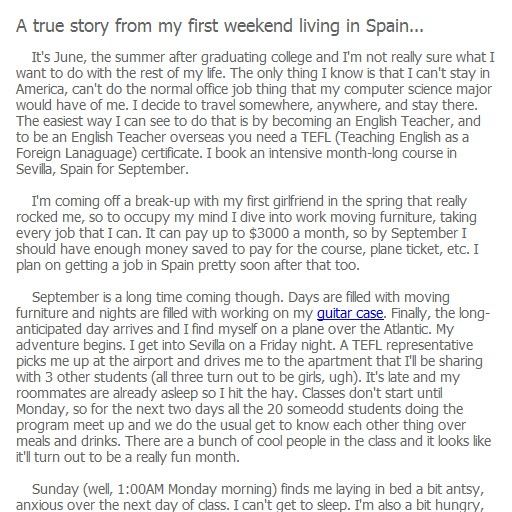 A true story from my first weekend living in Spain...
It's June, the summer after graduating college and I'm not really sure what I
want to do with the rest of my life. The only thing I know is that I can't stay in
America, can't do the normal office job thing that my computer science major
would have of me. I decide to travel somewhere, anywhere, and stay there.
The easiest way I can see to do that is by becoming an English Teacher, and
to be an English Teacher overseas you need a TEFL (Teaching English as a
Foreign Lanaguage) certificate. I book an intensive month-long course in
Sevilla, Spain for September.
I'm coming off a break-up with my first girlfriend in the spring that really
rocked me, so to occupy my mind I dive into work moving furniture, taking
every job that I can. It can pay up to $3000 a month, so by September I
should have enough money saved to pay for the course, plane ticket, etc. I
plan on getting a job in Spain pretty soon after that too.
September is a long time coming though. Days are filled with moving
furniture and nights are filled with working on my guitar case. Finally, the long-
anticipated day arrives and I find myself on a plane over the Atlantic. My
adventure begins. I get into Sevilla on a Friday night. A TEFL representative
picks me up at the airport and drives me to the apartment that I'll be sharing
with 3 other students (all three turn out to be girls, ugh). It's late and my
roommates are already asleep so I hit the hay. Classes don't start until
Monday, so for the next two days all the 20 someodd students doing the
program meet up and we do the usual get to know each other thing over
meals and drinks. There are a bunch of cool people in the class and it looks like
it'll turn out to be a really fun month.
Sunday (well, 1:00AM Monday morning) finds me laying in bed a bit antsy,
anxious over the next day of class. I can't get to sleep. I'm also a bit hungry,